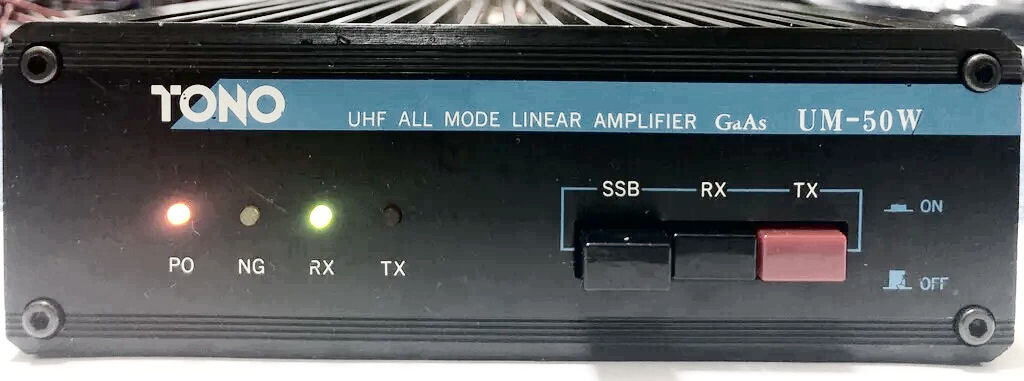 TONO
UHF ALL MODE LINEAR AMPLIFIER GaAs UM-50W
SSB RX TX
ON
PO NG RX TX
OFF